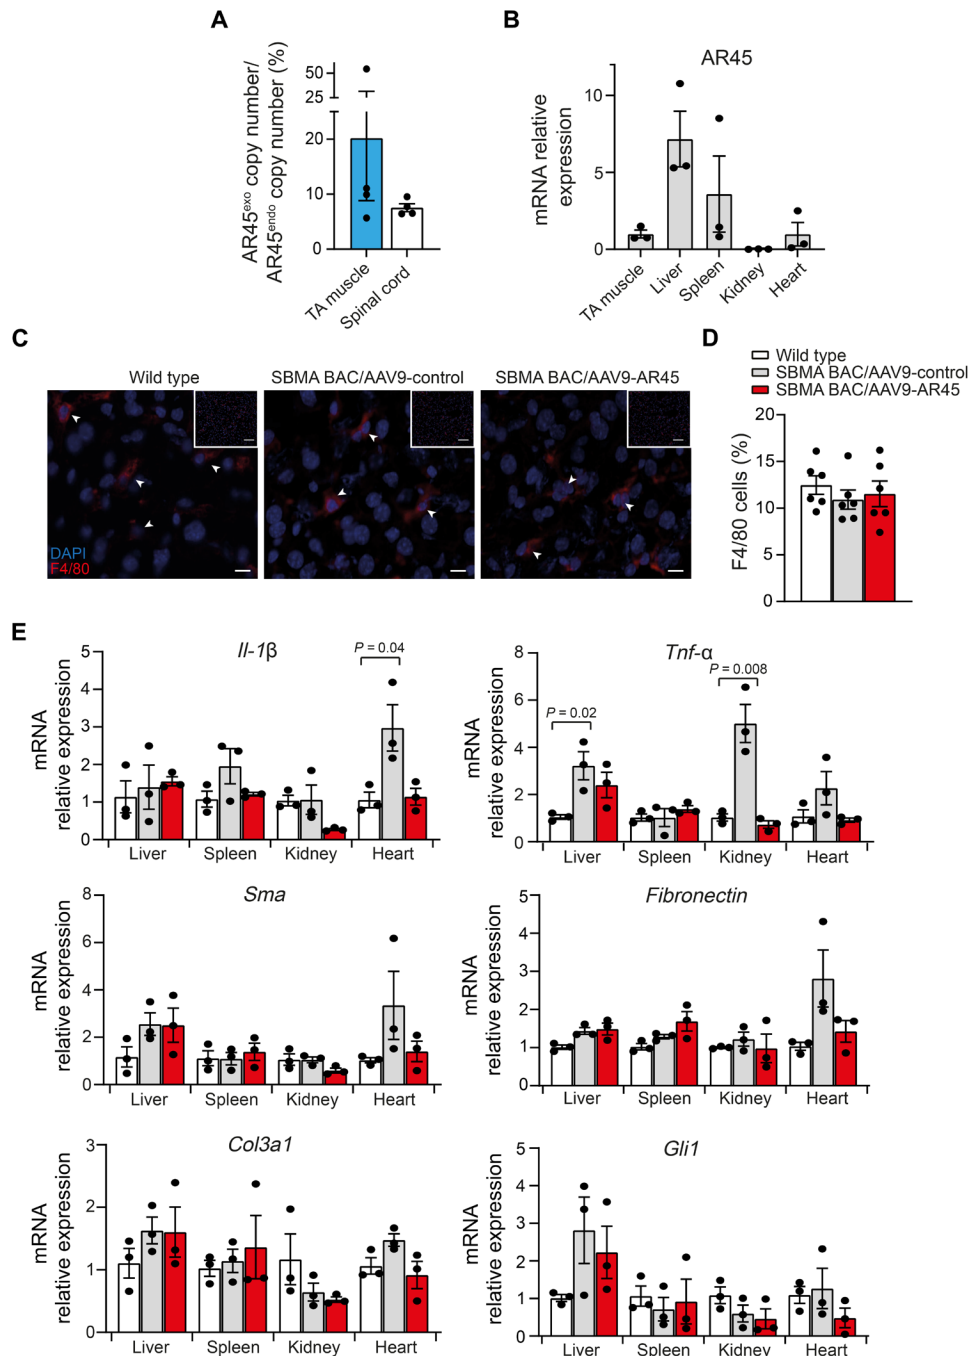 A
AR45exo copy number/
AR45endo copy number (%)
50
25
20
10
0
TA muscle
Spinal cord
B
AR45
mRNA relative
expression
10
5
0
TA muscle
Liver
Spleen
Kidney
Heart
C
Wild type
SBMA BAC/AAV9-control
SBMA BAC/AAV9-AR45
DAPI
F4/80
D
Wild type
SBMA BAC/AAV9-control
SBMA BAC/AAV9-AR45
F4/80 cells (%)
20
15
10
5
0
E
Il-1β
mRNA
relative expression
5
4
3
2
1
0
P = 0.04
Liver
Spleen
Kidney
Heart
Tnf-α
mRNA
relative expression
8
6
4
2
0
P = 0.02
P = 0.008
Liver
Spleen
Kidney
Heart
Sma
mRNA
relative expression
8
6
4
2
0
Liver
Spleen
Kidney
Heart
Fibronectin
mRNA
relative expression
5
4
3
2
1
0
Liver
Spleen
Kidney
Heart
Col3a1
mRNA
relative expression
3
2
1
0
Liver
Spleen
Kidney
Heart
Gli1
mRNA
relative expression
5
4
3
2
1
0
Liver
Spleen
Kidney
Heart